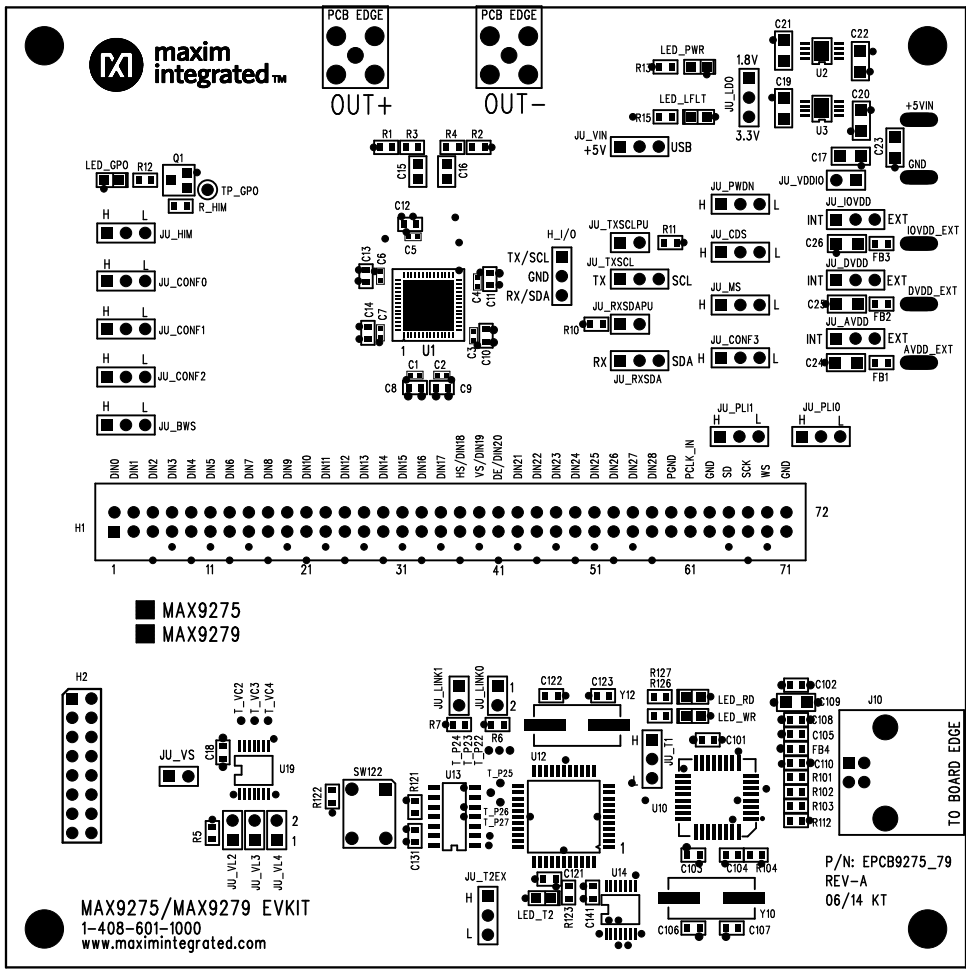 PCB EDGE
PCB EDGE
maxim
integrated™
OUT+
OUT-
LED_PWR
R13
1.8V
JU_LDO
3.3V
C21
U2
C22
C19
U3
C20
LED_LFLT
R15
+5VIN
C23
GND
JU_VIN
+5V
USB
C17
JU_VDDIO
R1
R3
R4
R2
C15
C16
LED_GPO
R12
Q1
TP_GPO
R_HIM
H L
JU_HIM
H L
JU_CONF0
H L
JU_CONF1
H L
JU_CONF2
H L
JU_BWS
C12
C5
C13
C6
C14
C7
C4
C11
C3
C10
1 U1
C1
C2
C8
C9
H_I/O
TX/SCL
GND
RX/SDA
JU_TXSCLPU
R11
JU_TXSCL
TX
SCL
JU_RXSDAPU
R10
RX
SDA
JU_RXSDA
JU_PWDN
H L
JU_CDS
H L
JU_MS
H L
JU_CONF3
H L
JU_IOVDD
INT EXT
C26
FB3
IOVDD_EXT
JU_DVDD
INT EXT
C25
FB2
DVDD_EXT
JU_AVDD
INT EXT
C24
FB1
AVDD_EXT
JU_PLI1
H L
JU_PLI0
H L
DIN0
DIN1
DIN2
DIN3
DIN4
DIN5
DIN6
DIN7
DIN8
DIN9
DIN10
DIN11
DIN12
DIN13
DIN14
DIN15
DIN16
DIN17
HS/DIN18
VS/DIN19
DE/DIN20
DIN21
DIN22
DIN23
DIN24
DIN25
DIN26
DIN27
DIN28
PGND
PCLK_IN
GND
SD
SCK
WS
GND
H1
72
1 11 21 31 41 51 61 71
MAX9275
MAX9279
H2
T_VC2
T_VC3
T_VC4
C18
U19
JU_VS
R5
2
1
JU_VL2
JU_VL3
JU_VL4
SW122
R122
R121
C131
JU_LINK1
JU_LINK0
1
2
R7
R6
T_P24
T_P23
T_P22
U13
T_P25
T_P26
T_P27
C122
C123
Y12
U12
1
R127
R126
LED_RD
LED_WR
H
JU_T1
L
C101
U10
C102
C109
C108
C105
FB4
C110
R101
R102
R103
R112
J10
TO BOARD EDGE
C103
C104
R104
Y10
C106
C107
JU_T2EX
H
L
C121
LED_T2
R123
C141
U14
P/N: EPCB9275_79
REV-A
06/14 KT
MAX9275/MAX9279 EVKIT
1-408-601-1000
www.maximintegrated.com